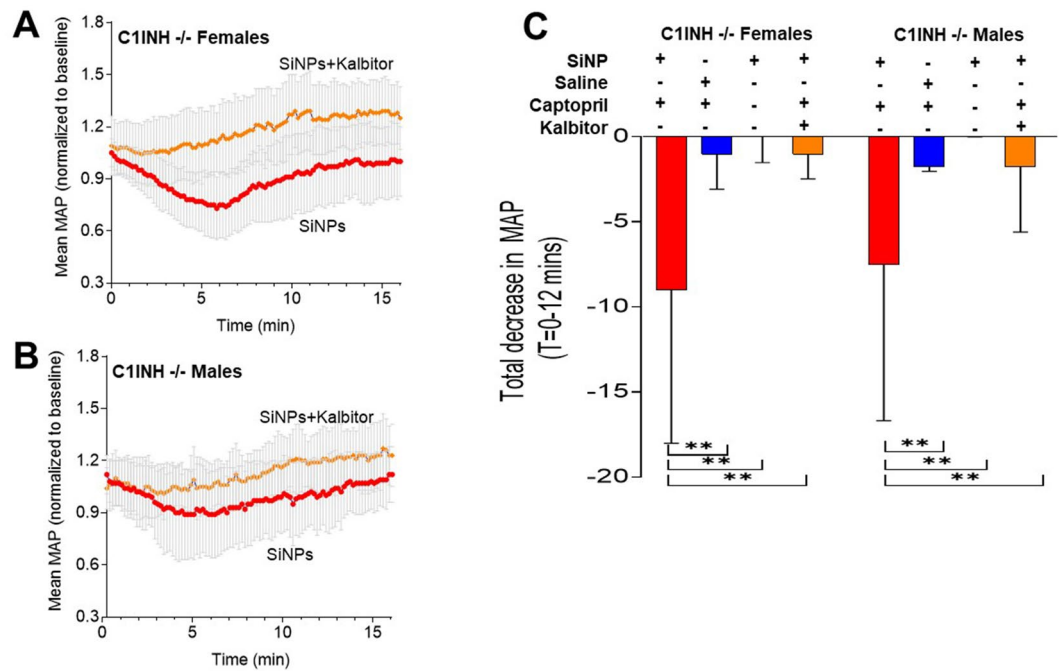 A
C1INH -/- Females
SiNPs+Kalbitor
SiNPs
Mean MAP (normalized to baseline)
1.8
1.5
1.2
0.9
0.6
0.3
0 5 10 15
Time (min)
B
C1INH -/- Males
SiNPs+Kalbitor
SiNPs
Mean MAP (normalized to baseline)
1.8
1.5
1.2
0.9
0.6
0.3
0 5 10 15
Time (min)
C
C1INH -/- Females C1INH -/- Males
SiNP + - + + + - + +
Saline - + - - - + - -
Captopril + + - + + + - +
Kalbitor - - - + - - - +
Total decrease in MAP
(T=0-12 mins)
0
-5
-10
-15
-20
** **
** **
** **